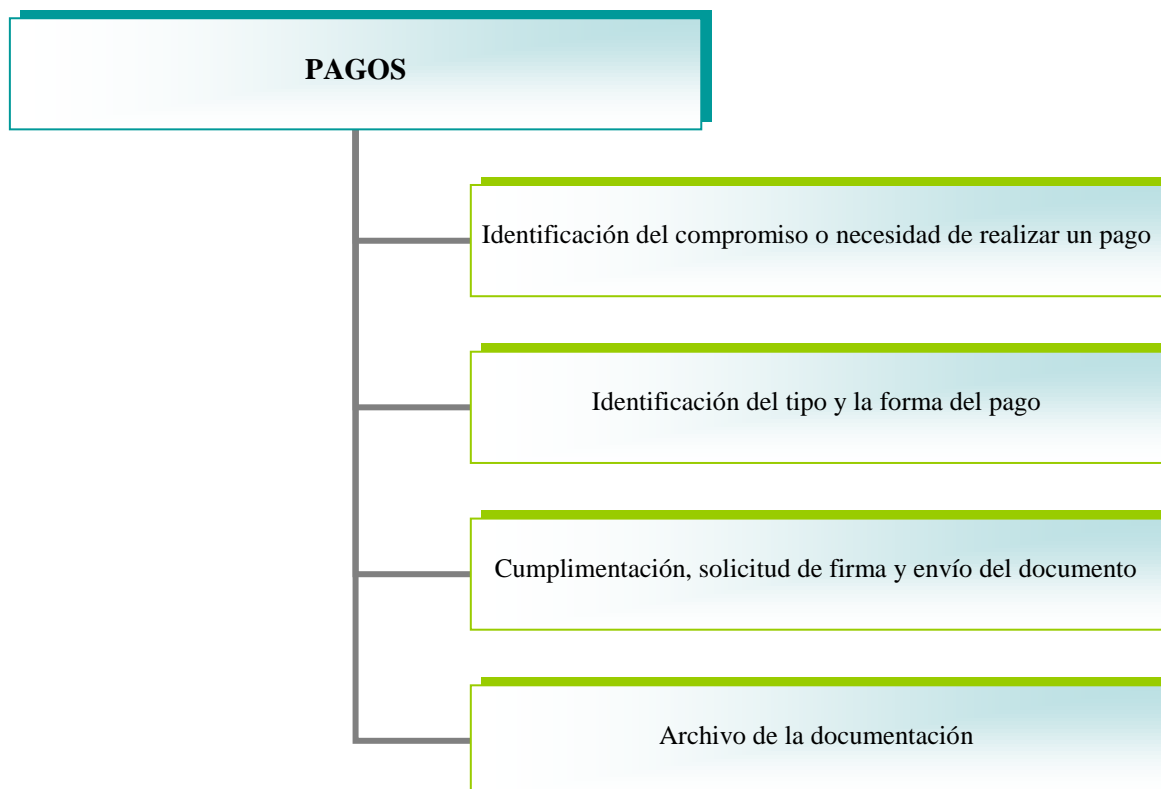 PAGOS
Identificación del compromiso o necesidad de realizar un pago
Identificación del tipo y la forma del pago
Cumplimentación, solicitud de firma y envío del documento
Archivo de la documentación